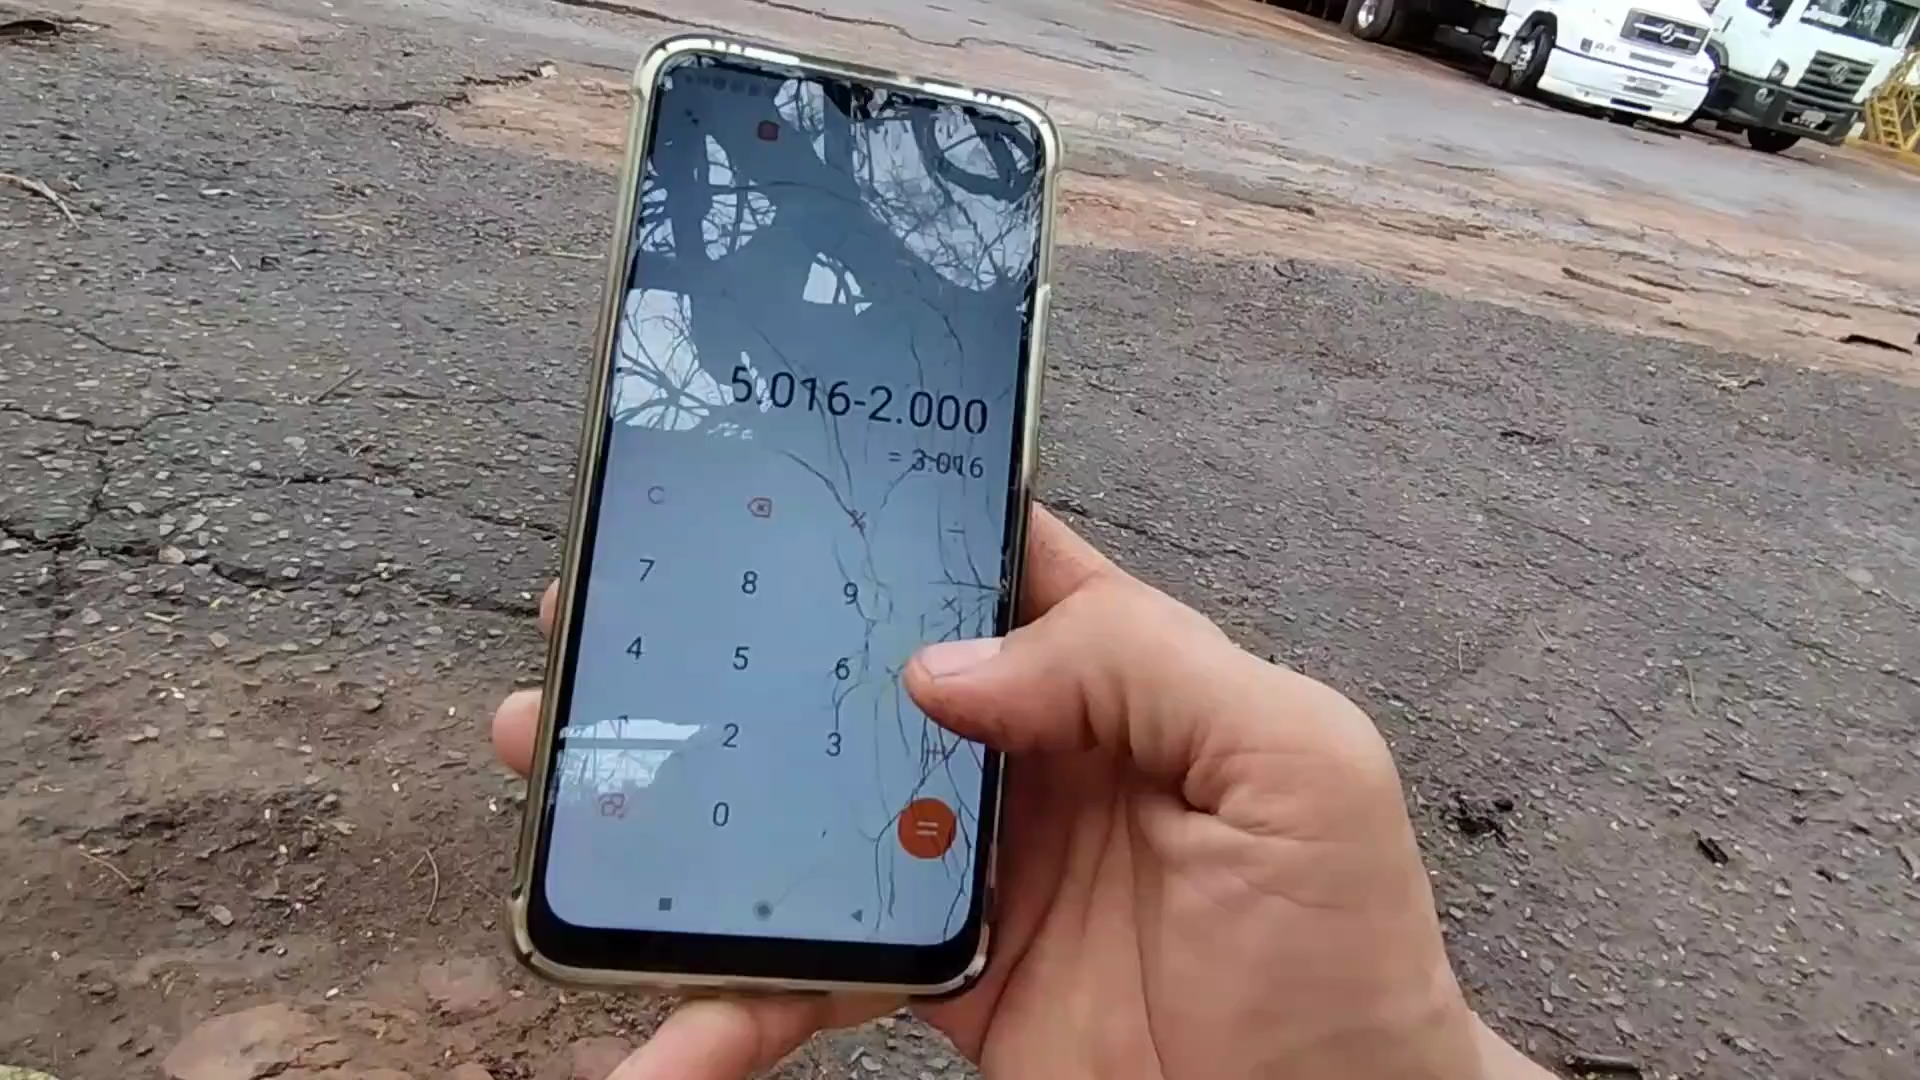 5.016-2.000
= 3.016
C % ÷
7 8 9 ×
4 5 6
2 3 +
0 , =